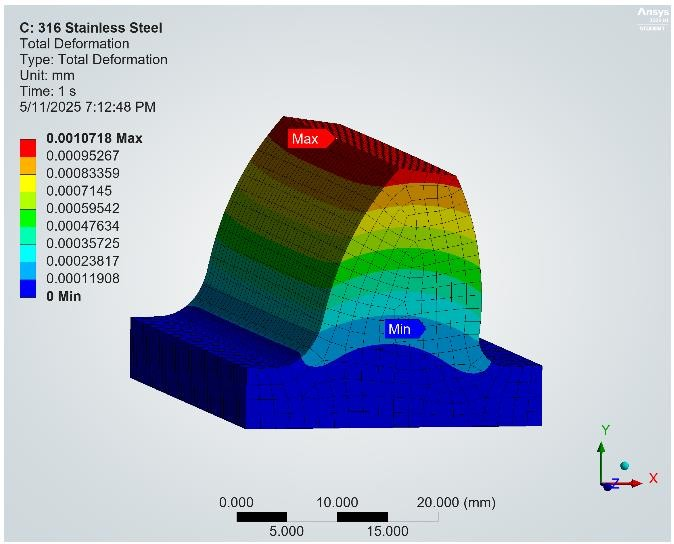 C: 316 Stainless Steel
Total Deformation
Type: Total Deformation
Unit: mm
Time: 1 s
5/11/2025 7:12:48 PM
0.0010718 Max
0.00095267
0.00083359
0.0007145
0.00059542
0.00047634
0.00035725
0.00023817
0.00011908
0 Min
Ansys
STUDENT
Max
Min
Y
X
Z
0.000 10.000 20.000 (mm)
5.000 15.000